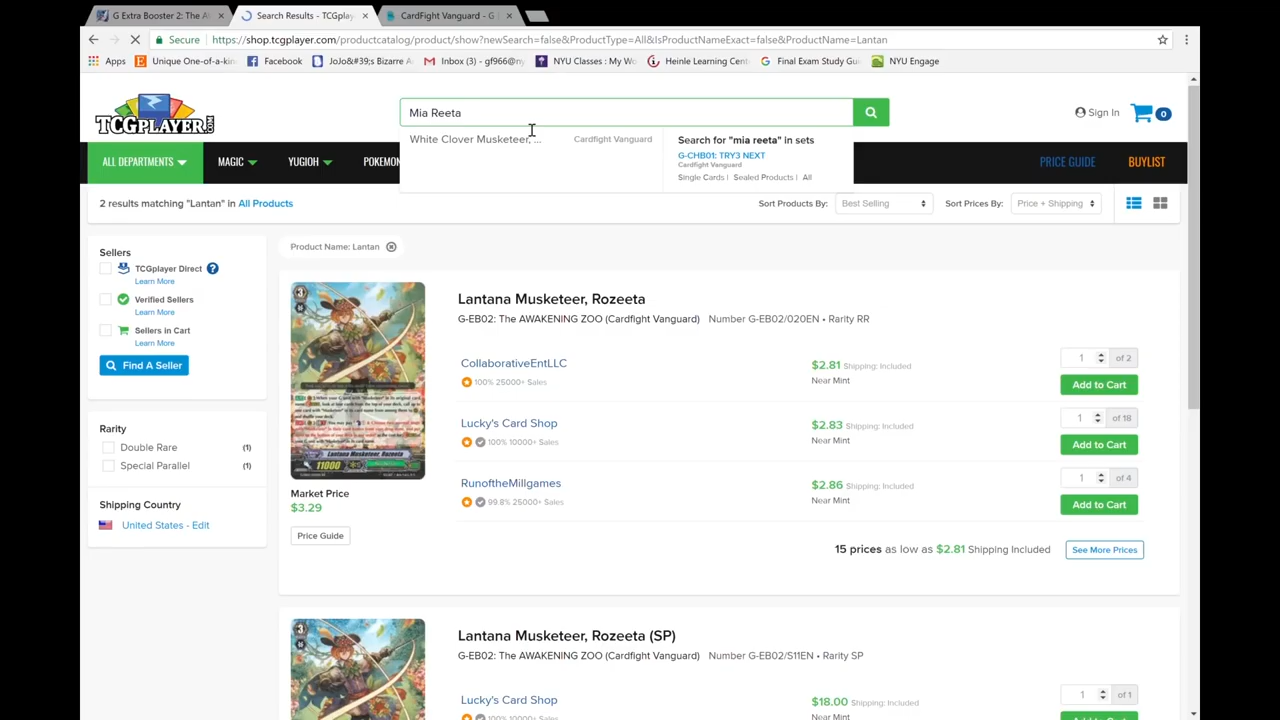 G Extra Booster 2: The A
Search Results - TCGplay
CardFight Vanguard - G
Secure
https://shop.tcgplayer.com/productcatalog/product/show?newSearch=false&ProductType=All&IsProductNameExact=false&ProductName=Lantan
Apps
Unique One-of-a-kin
Facebook
JoJo&#39;s Bizarre A
Inbox (3) - gf966@ny
NYU Classes : My Wo
Heinle Learning Cent
Final Exam Study Gui
NYU Engage
TCGPLAYER.COM
Mia Reeta
Sign In
0
White Clover Musketeer, ...
Cardfight Vanguard
Search for "mia reeta" in sets
G-CHB01: TRY3 NEXT
Cardfight Vanguard
Single Cards | Sealed Products | All
ALL DEPARTMENTS
MAGIC
YUGIOH
POKEMON
PRICE GUIDE
BUYLIST
2 results matching "Lantan" in All Products
Sort Products By:
Best Selling
Sort Prices By:
Price + Shipping
Sellers
TCGplayer Direct
Learn More
Verified Sellers
Learn More
Sellers in Cart
Learn More
Find A Seller
Rarity
Double Rare (1)
Special Parallel (1)
Shipping Country
United States - Edit
Product Name: Lantan
Lantana Musketeer, Rozeeta
11000
Market Price
$3.29
Price Guide
Lantana Musketeer, Rozeeta
G-EB02: The AWAKENING ZOO (Cardfight Vanguard) Number G-EB02/020EN • Rarity RR
CollaborativeEntLLC
100% 25000+ Sales
$2.81 Shipping: Included
Near Mint
1 of 2
Add to Cart
Lucky's Card Shop
100% 10000+ Sales
$2.83 Shipping: Included
Near Mint
1 of 18
Add to Cart
RunoftheMillgames
99.8% 25000+ Sales
$2.86 Shipping: Included
Near Mint
1 of 4
Add to Cart
15 prices as low as $2.81 Shipping Included
See More Prices
Lantana Musketeer, Rozeeta (SP)
G-EB02: The AWAKENING ZOO (Cardfight Vanguard) Number G-EB02/S11EN • Rarity SP
Lucky's Card Shop
100% 10000+ Sales
$18.00 Shipping: Included
Near Mint
1 of 1